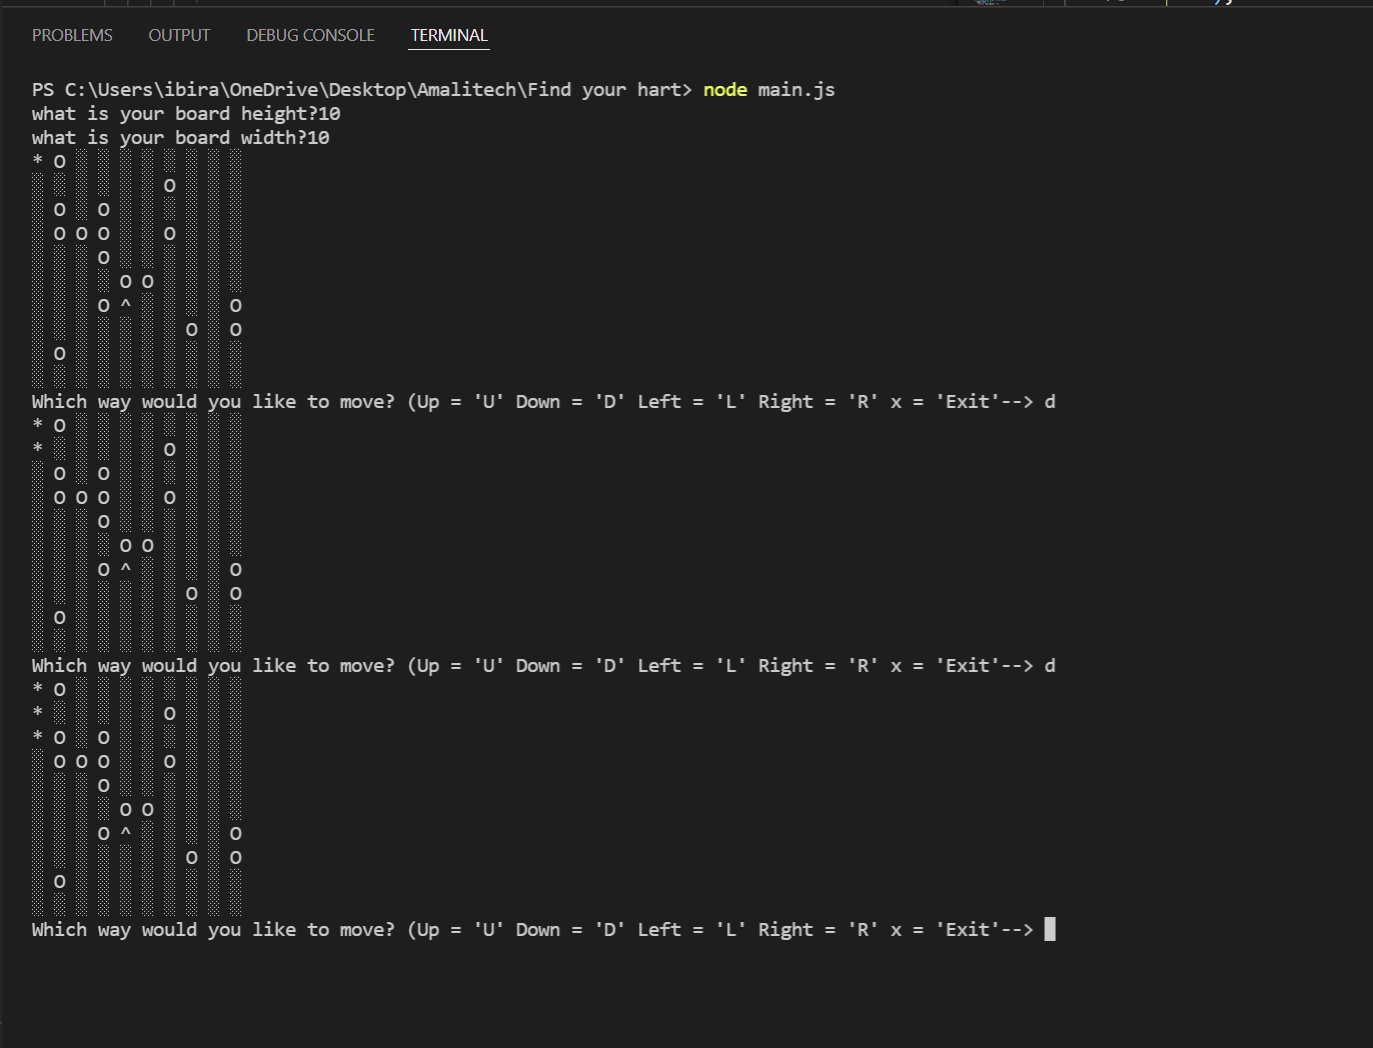 PROBLEMS OUTPUT DEBUG CONSOLE TERMINAL
PS C:\Users\ibira\OneDrive\Desktop\Amalitech\Find your hart> node main.js
what is your board height?10
what is your board width?10
* O ░ ░ ░ ░ ░ ░ ░ ░
░ ░ ░ ░ ░ ░ O ░ ░ ░
░ O ░ O ░ ░ ░ ░ ░ ░
░ O O O ░ ░ O ░ ░ ░
░ ░ ░ O ░ ░ ░ ░ ░ ░
░ ░ ░ ░ O O ░ ░ ░ ░
░ ░ ░ O ^ ░ ░ ░ ░ O
░ ░ ░ ░ ░ ░ ░ O ░ O
░ O ░ ░ ░ ░ ░ ░ ░ ░
░ ░ ░ ░ ░ ░ ░ ░ ░ ░
Which way would you like to move? (Up = 'U' Down = 'D' Left = 'L' Right = 'R' x = 'Exit'--> d
* O ░ ░ ░ ░ ░ ░ ░ ░
* ░ ░ ░ ░ ░ O ░ ░ ░
░ O ░ O ░ ░ ░ ░ ░ ░
░ O O O ░ ░ O ░ ░ ░
░ ░ ░ O ░ ░ ░ ░ ░ ░
░ ░ ░ ░ O O ░ ░ ░ ░
░ ░ ░ O ^ ░ ░ ░ ░ O
░ ░ ░ ░ ░ ░ ░ O ░ O
░ O ░ ░ ░ ░ ░ ░ ░ ░
░ ░ ░ ░ ░ ░ ░ ░ ░ ░
Which way would you like to move? (Up = 'U' Down = 'D' Left = 'L' Right = 'R' x = 'Exit'--> d
* O ░ ░ ░ ░ ░ ░ ░ ░
* ░ ░ ░ ░ ░ O ░ ░ ░
* O ░ O ░ ░ ░ ░ ░ ░
░ O O O ░ ░ O ░ ░ ░
░ ░ ░ O ░ ░ ░ ░ ░ ░
░ ░ ░ ░ O O ░ ░ ░ ░
░ ░ ░ O ^ ░ ░ ░ ░ O
░ ░ ░ ░ ░ ░ ░ O ░ O
░ O ░ ░ ░ ░ ░ ░ ░ ░
░ ░ ░ ░ ░ ░ ░ ░ ░ ░
Which way would you like to move? (Up = 'U' Down = 'D' Left = 'L' Right = 'R' x = 'Exit'-->